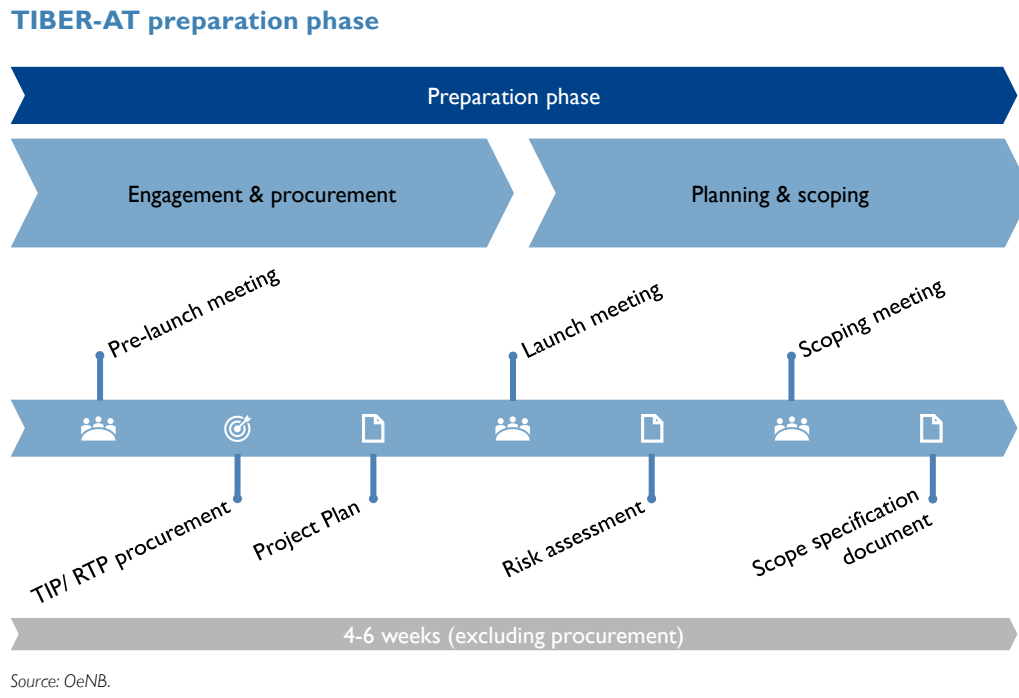 TIBER-AT preparation phase
Preparation phase
Engagement & procurement
Planning & scoping
Pre-launch meeting
Launch meeting
Scoping meeting
TIP/ RTP procurement
Project Plan
Risk assessment
Scope specification
document
4-6 weeks (excluding procurement)
Source: OeNB.